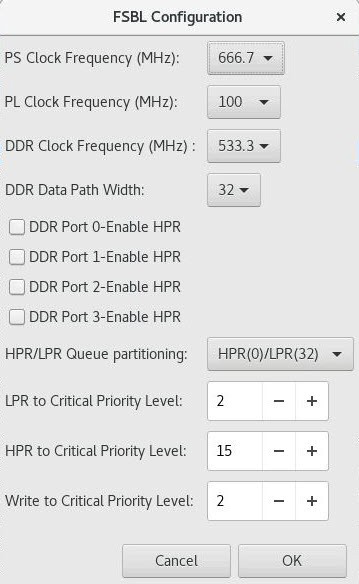 FSBL Configuration ×
PS Clock Frequency (MHz): 666.7
PL Clock Frequency (MHz): 100
DDR Clock Frequency (MHz) : 533.3
DDR Data Path Width: 32
DDR Port 0-Enable HPR
DDR Port 1-Enable HPR
DDR Port 2-Enable HPR
DDR Port 3-Enable HPR
HPR/LPR Queue partitioning: HPR(0)/LPR(32)
LPR to Critical Priority Level: 2 − +
HPR to Critical Priority Level: 15 − +
Write to Critical Priority Level: 2 − +
Cancel OK